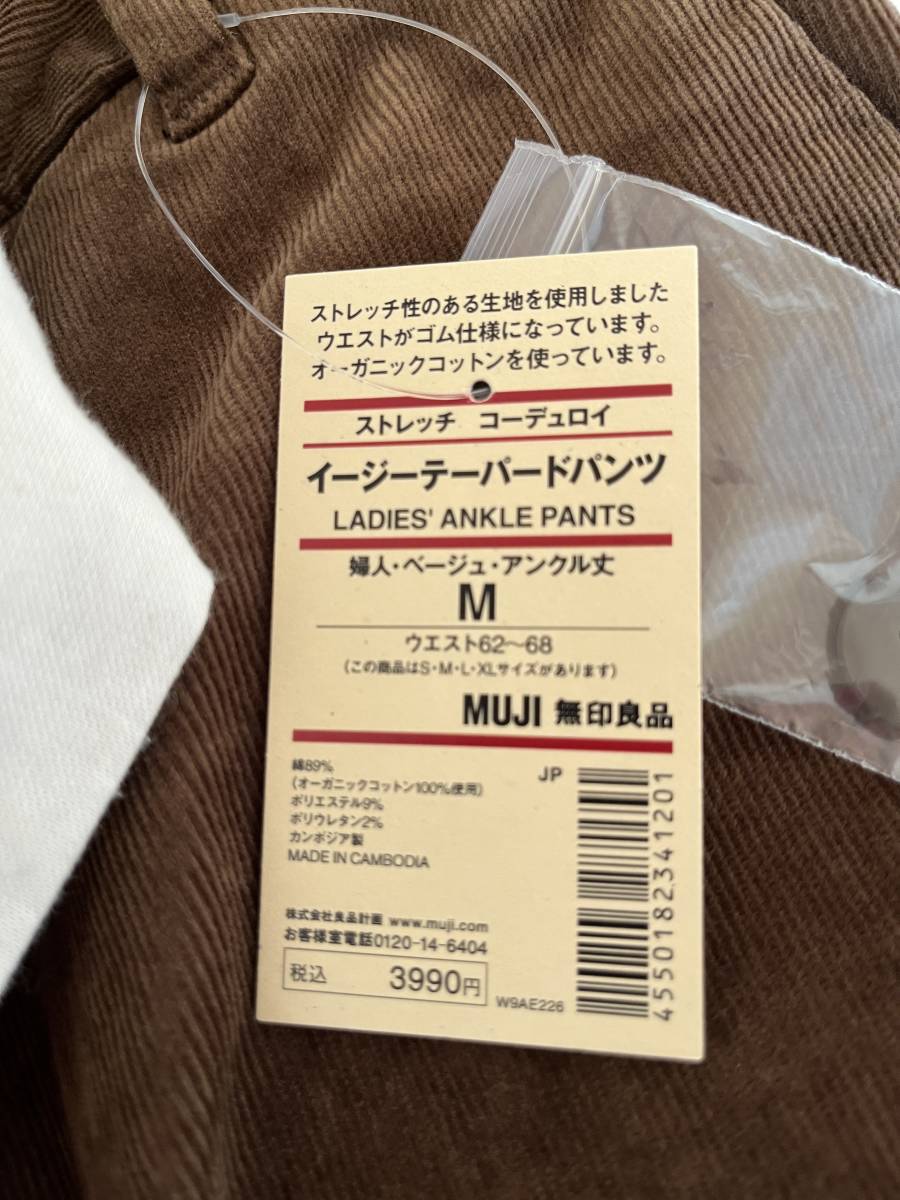 ストレッチ性のある生地を使用しました
ウエストがゴム仕様になっています。
オーガニックコットンを使っています。
ストレッチ コーデュロイ
イージーテーパードパンツ
LADIES' ANKLE PANTS
婦人・ベージュ・アンクル丈
M
ウエスト62〜68
(この商品はS・M・L・XLサイズがあります)
MUJI 無印良品
綿89%
(オーガニックコットン100%使用)
ポリエステル9%
ポリウレタン2%
カンボジア製
MADE IN CAMBODIA
JP
4550182341201
株式会社良品計画 www.muji.com
お客様室電話0120-14-6404
税込 3990円
W9AE226